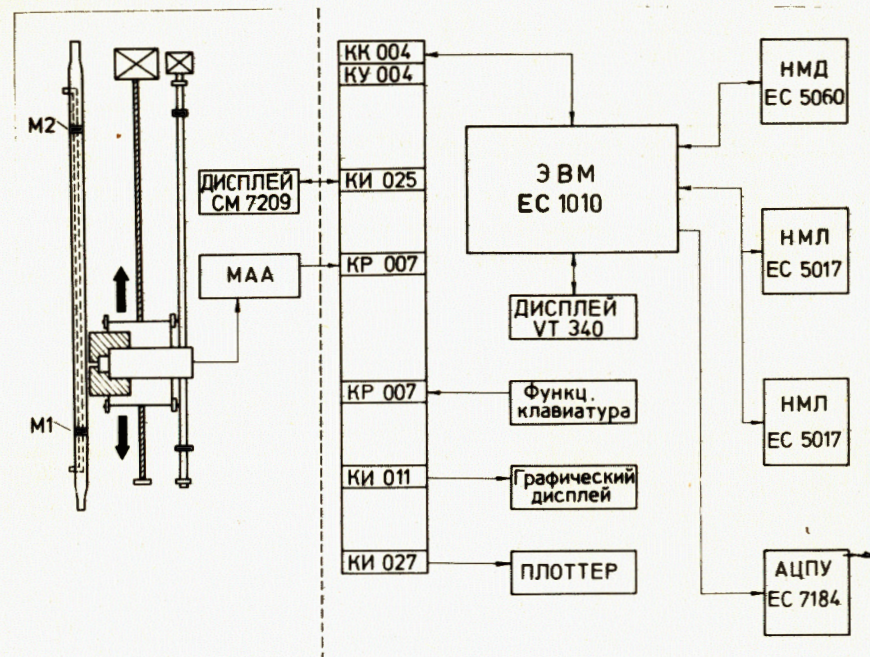 М2
М1
ДИСПЛЕЙ
СМ 7209
МАА
КК 004
КУ 004
КИ 025
КР 007
КР 007
КИ 011
КИ 027
ЭВМ
ЕС 1010
ДИСПЛЕЙ
VT 340
Функц.
клавиатура
Графический
дисплей
ПЛОТТЕР
НМД
ЕС 5060
НМЛ
ЕС 5017
НМЛ
ЕС 5017
АЦПУ
ЕС 7184